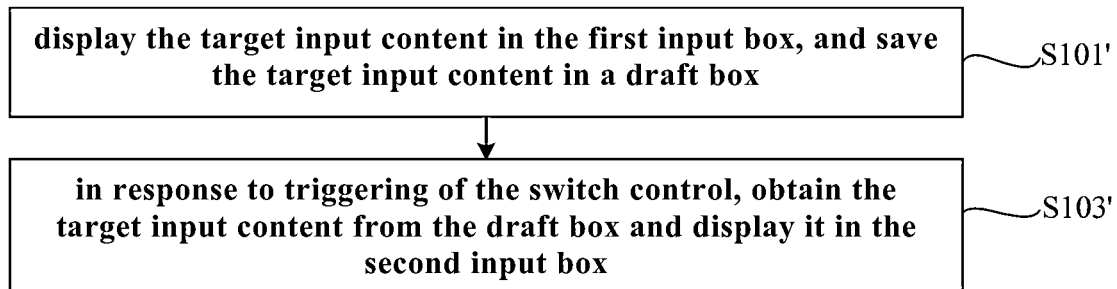 display the target input content in the first input box, and save
the target input content in a draft box
S101'
in response to triggering of the switch control, obtain the
target input content from the draft box and display it in the
second input box
S103'